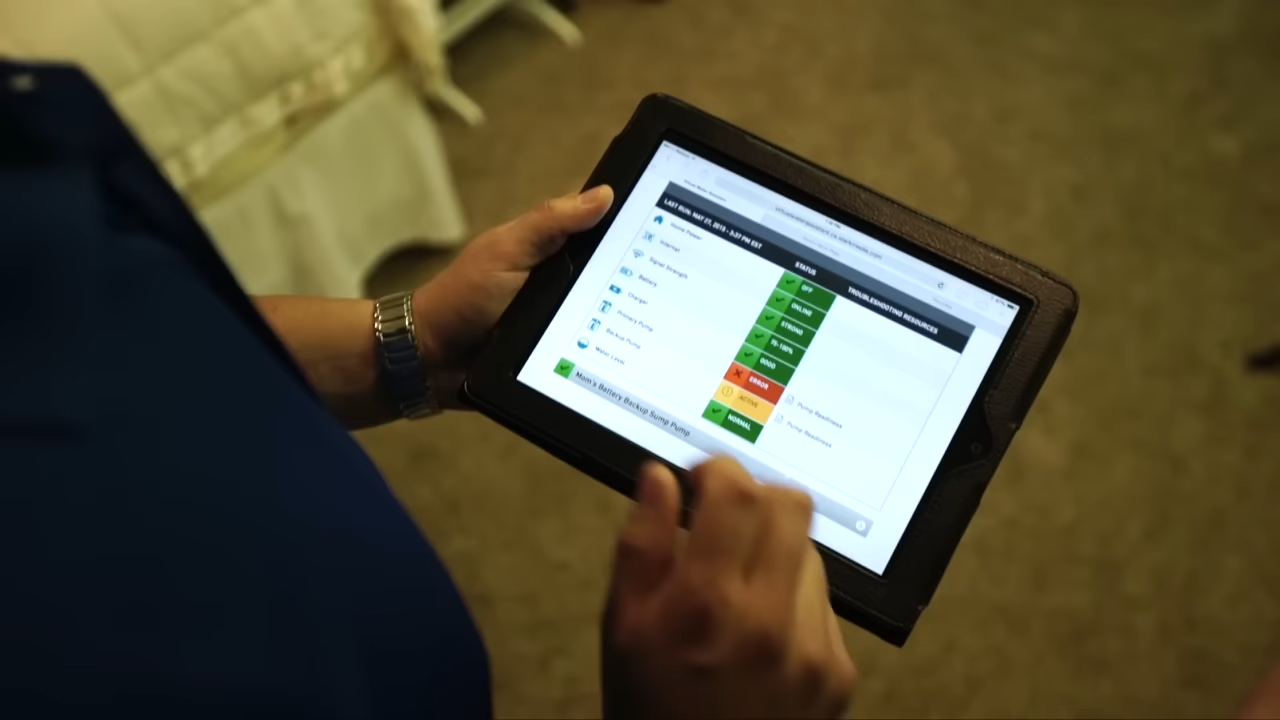 LAST RUN: MAY 27, 2015 - 3:37 PM EST
STATUS
TROUBLESHOOTING RESOURCES
Home Power
OFF
Internet
ONLINE
Signal Strength
STRONG
Battery
75-100%
Charger
GOOD
Primary Pump
ERROR
Pump Readiness
Backup Pump
ACTIVE
Pump Readiness
Water Level
NORMAL
Mom's Battery Backup Sump Pump